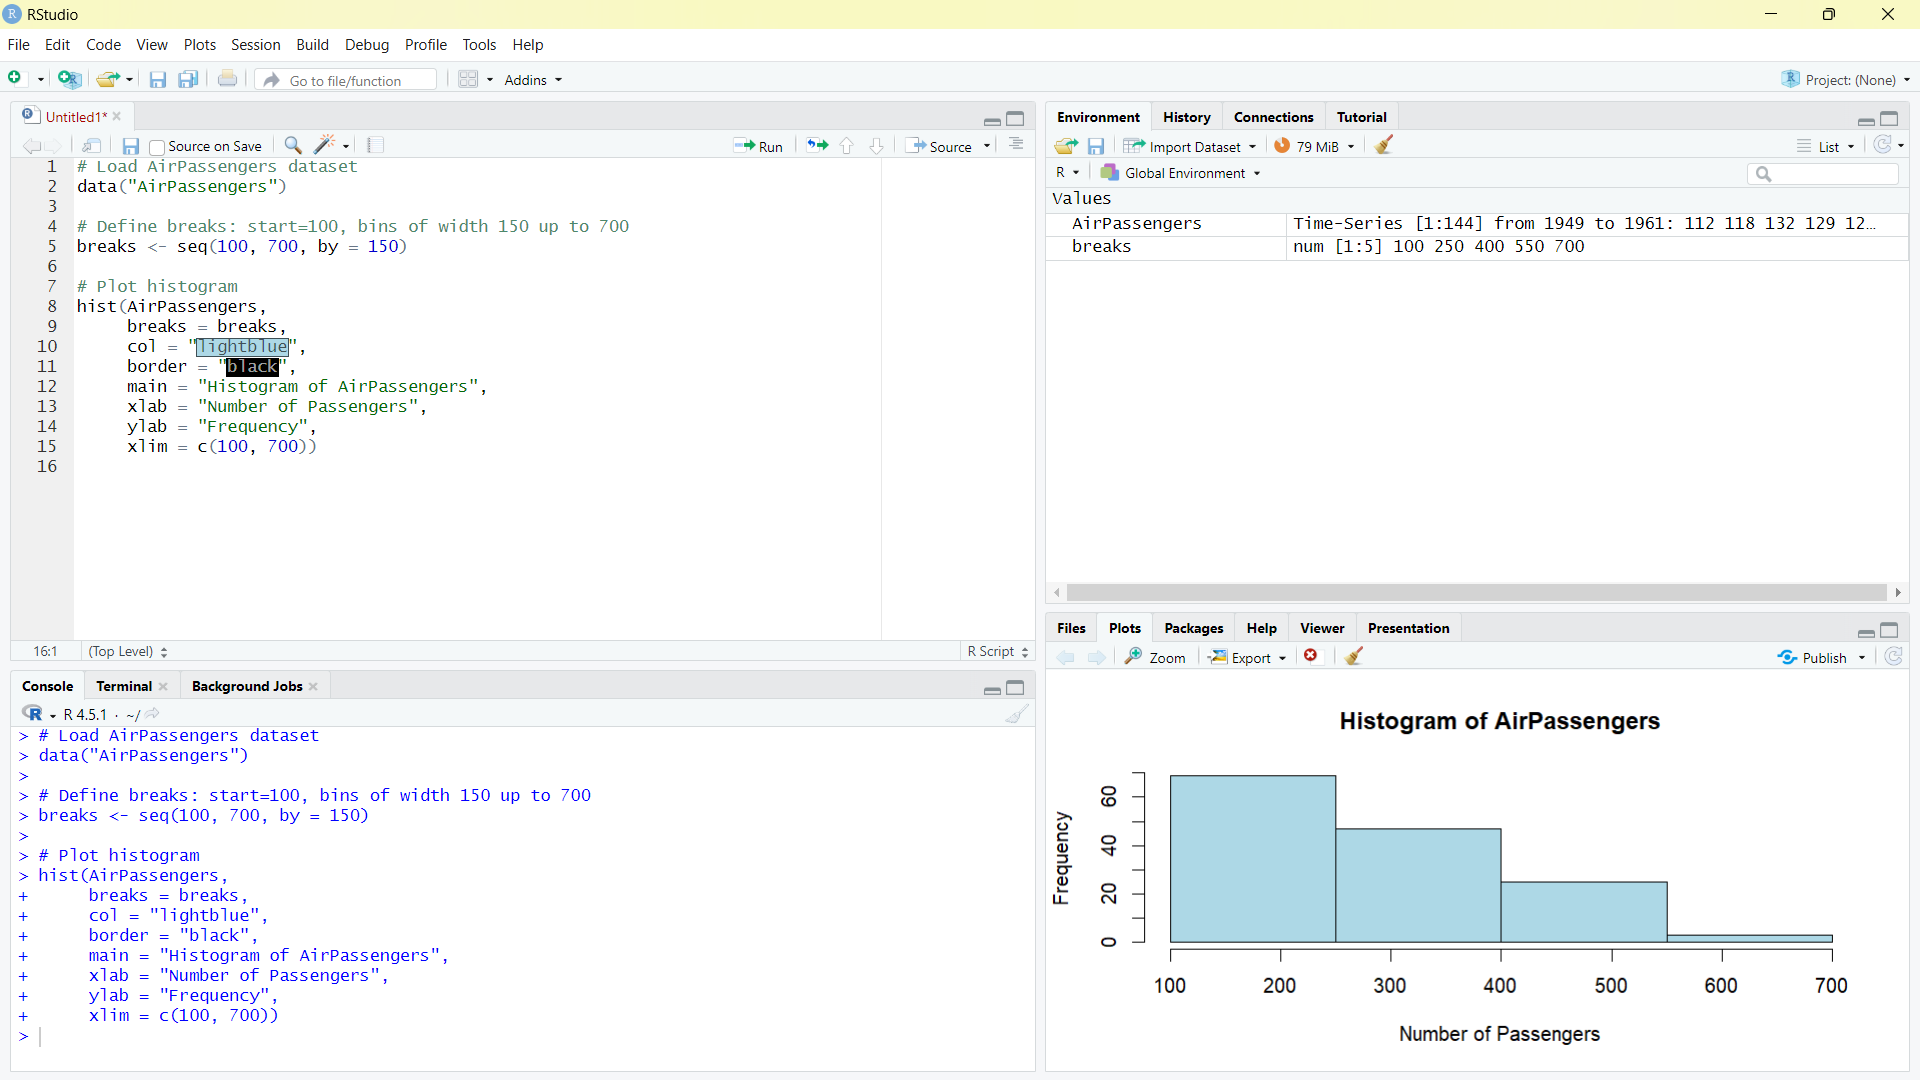 RStudio
File Edit Code View Plots Session Build Debug Profile Tools Help
Go to file/function Addins Project: (None)
Untitled1*
Source on Save Run Source
1 # Load AirPassengers dataset
2 data("AirPassengers")
3
4 # Define breaks: start=100, bins of width 150 up to 700
5 breaks <- seq(100, 700, by = 150)
6
7 # Plot histogram
8 hist(AirPassengers,
9 breaks = breaks,
10 col = "lightblue",
11 border = "black",
12 main = "Histogram of AirPassengers",
13 xlab = "Number of Passengers",
14 ylab = "Frequency",
15 xlim = c(100, 700))
16
16:1 (Top Level) R Script
Console Terminal Background Jobs
R R 4.5.1 · ~/
> # Load AirPassengers dataset
> data("AirPassengers")
>
> # Define breaks: start=100, bins of width 150 up to 700
> breaks <- seq(100, 700, by = 150)
>
> # Plot histogram
> hist(AirPassengers,
+ breaks = breaks,
+ col = "lightblue",
+ border = "black",
+ main = "Histogram of AirPassengers",
+ xlab = "Number of Passengers",
+ ylab = "Frequency",
+ xlim = c(100, 700))
>
Environment History Connections Tutorial
Import Dataset 79 MiB List
R Global Environment
Values
AirPassengers Time-Series [1:144] from 1949 to 1961: 112 118 132 129 12...
breaks num [1:5] 100 250 400 550 700
Files Plots Packages Help Viewer Presentation
Zoom Export Publish
Histogram of AirPassengers
Frequency
60
40
20
0
100 200 300 400 500 600 700
Number of Passengers